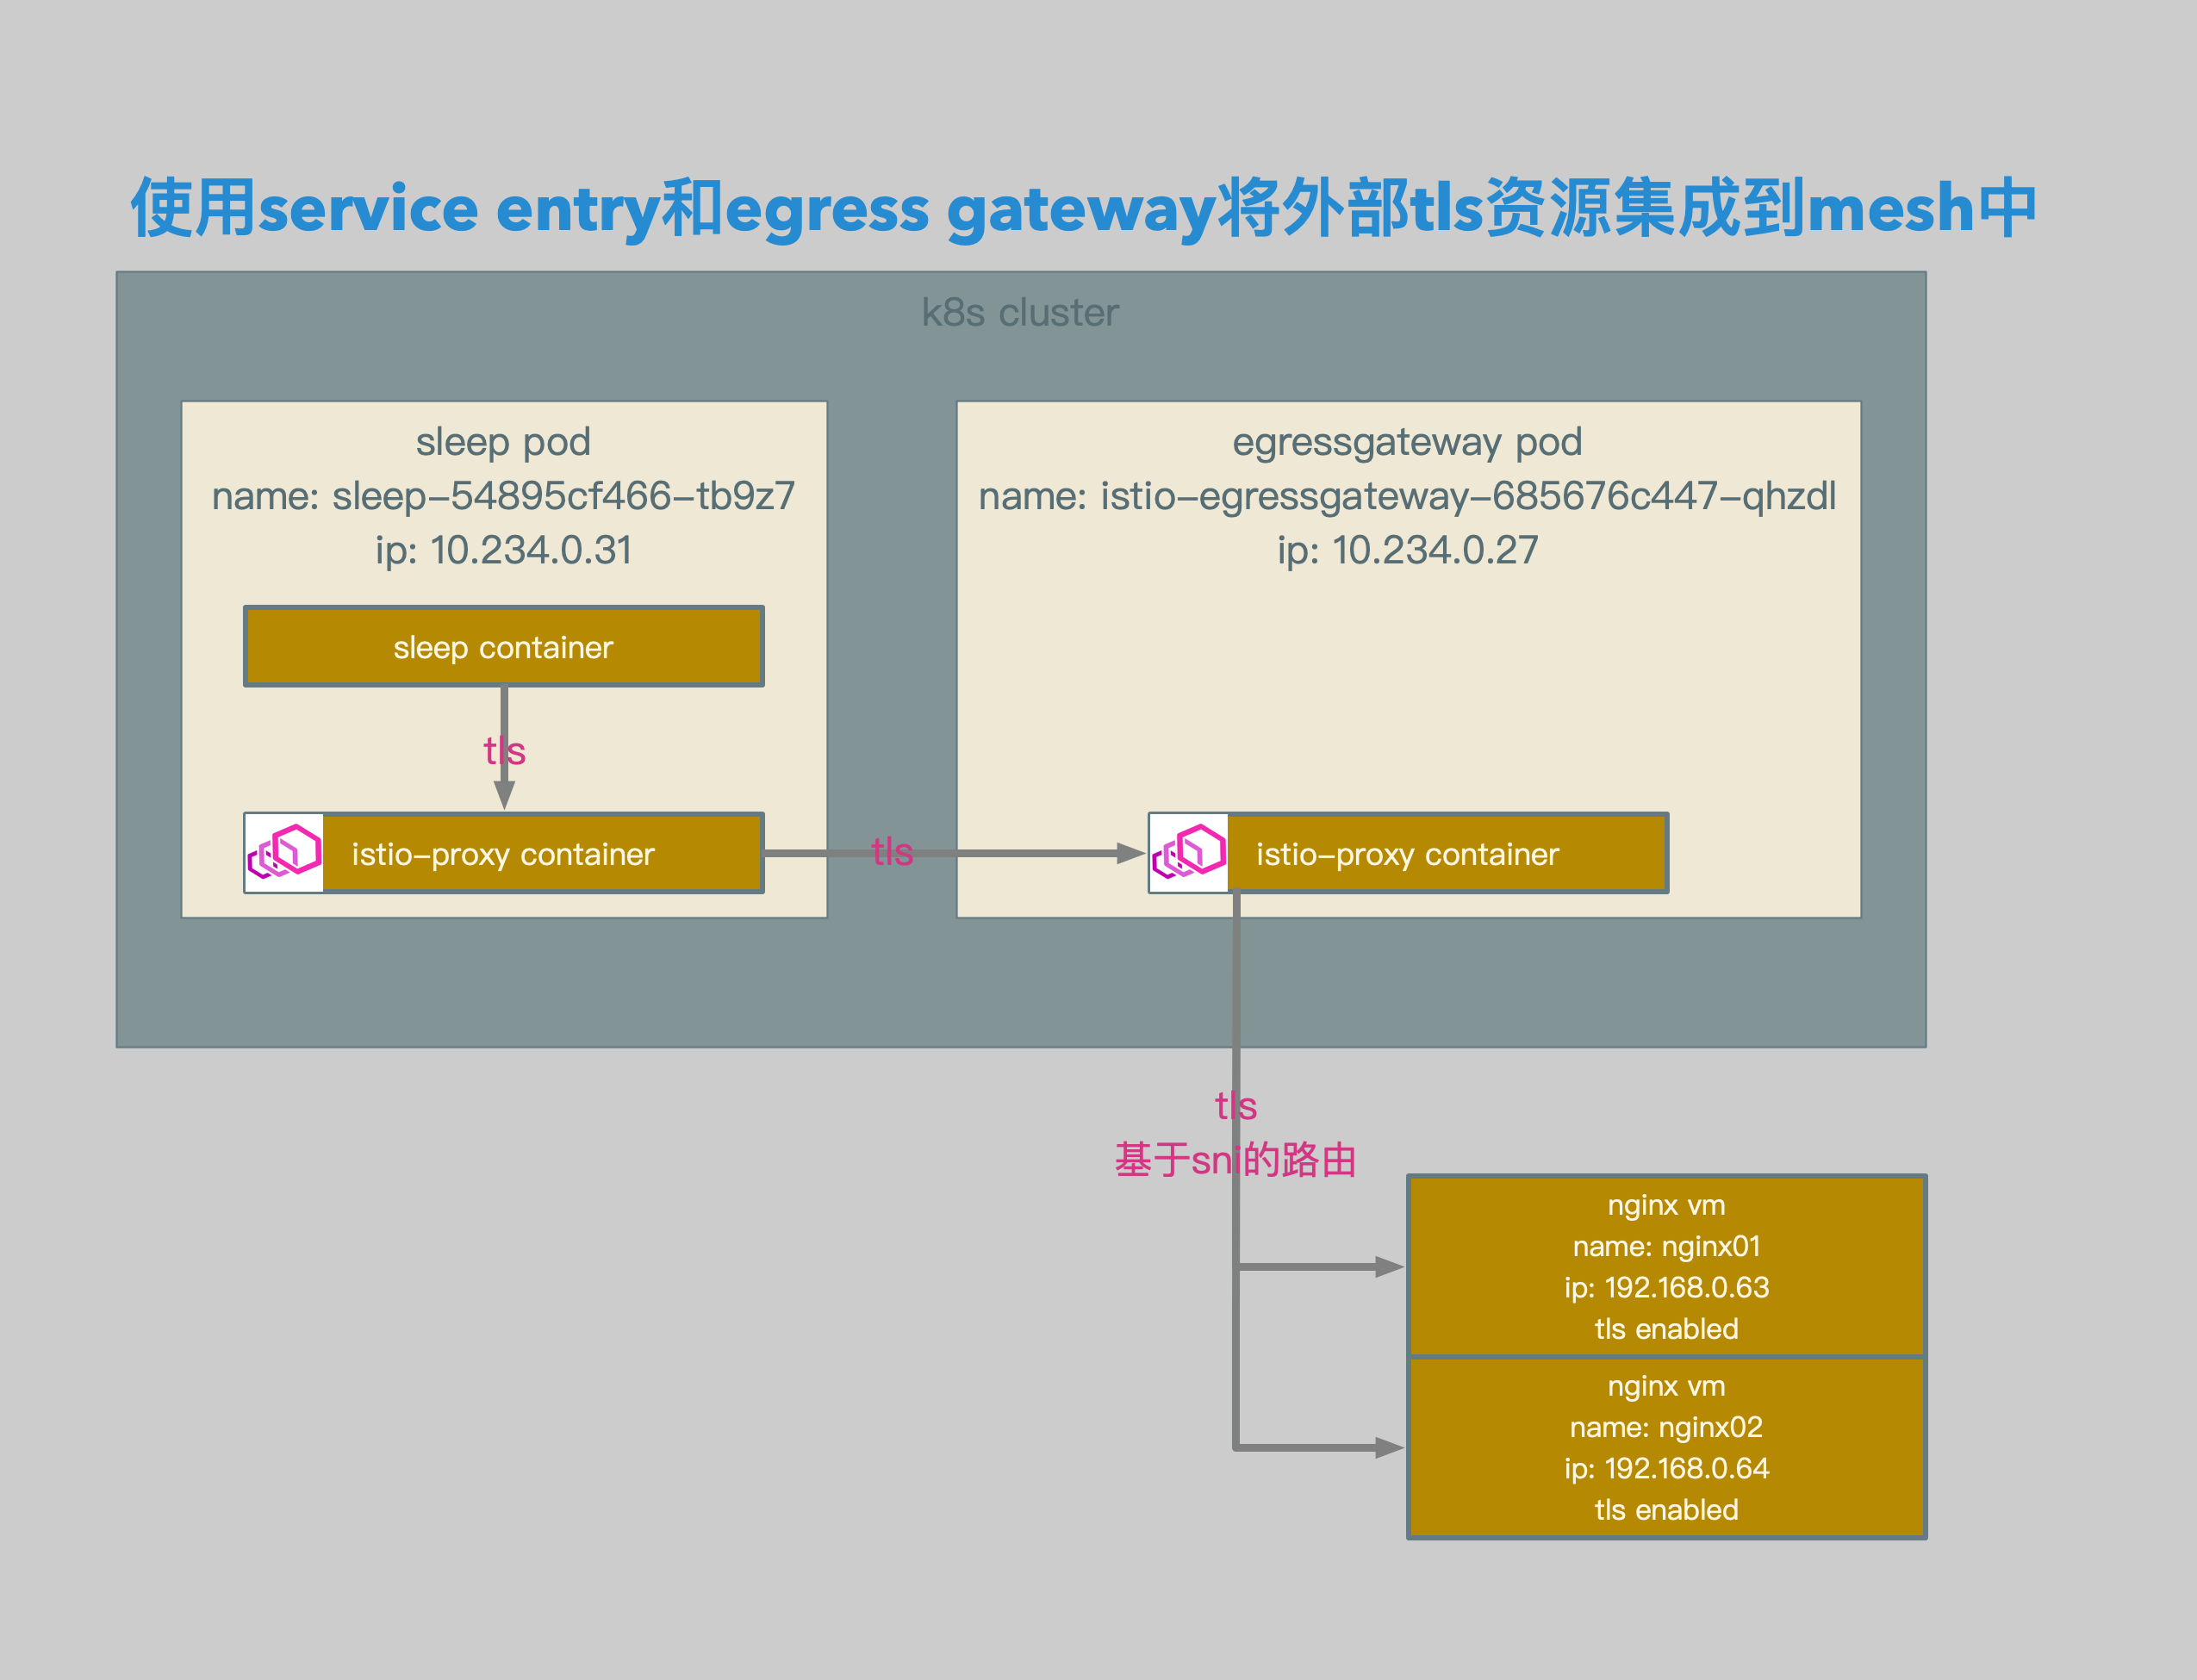 使用service entry和egress gateway将外部tls资源集成到mesh中
k8s cluster
sleep pod
name: sleep-54895cf466-tb9z7
ip: 10.234.0.31
sleep container
tls
istio-proxy container
tls
egressgateway pod
name: istio-egressgateway-685676c447-qhzdl
ip: 10.234.0.27
istio-proxy container
tls
基于sni的路由
nginx vm
name: nginx01
ip: 192.168.0.63
tls enabled
nginx vm
name: nginx02
ip: 192.168.0.64
tls enabled